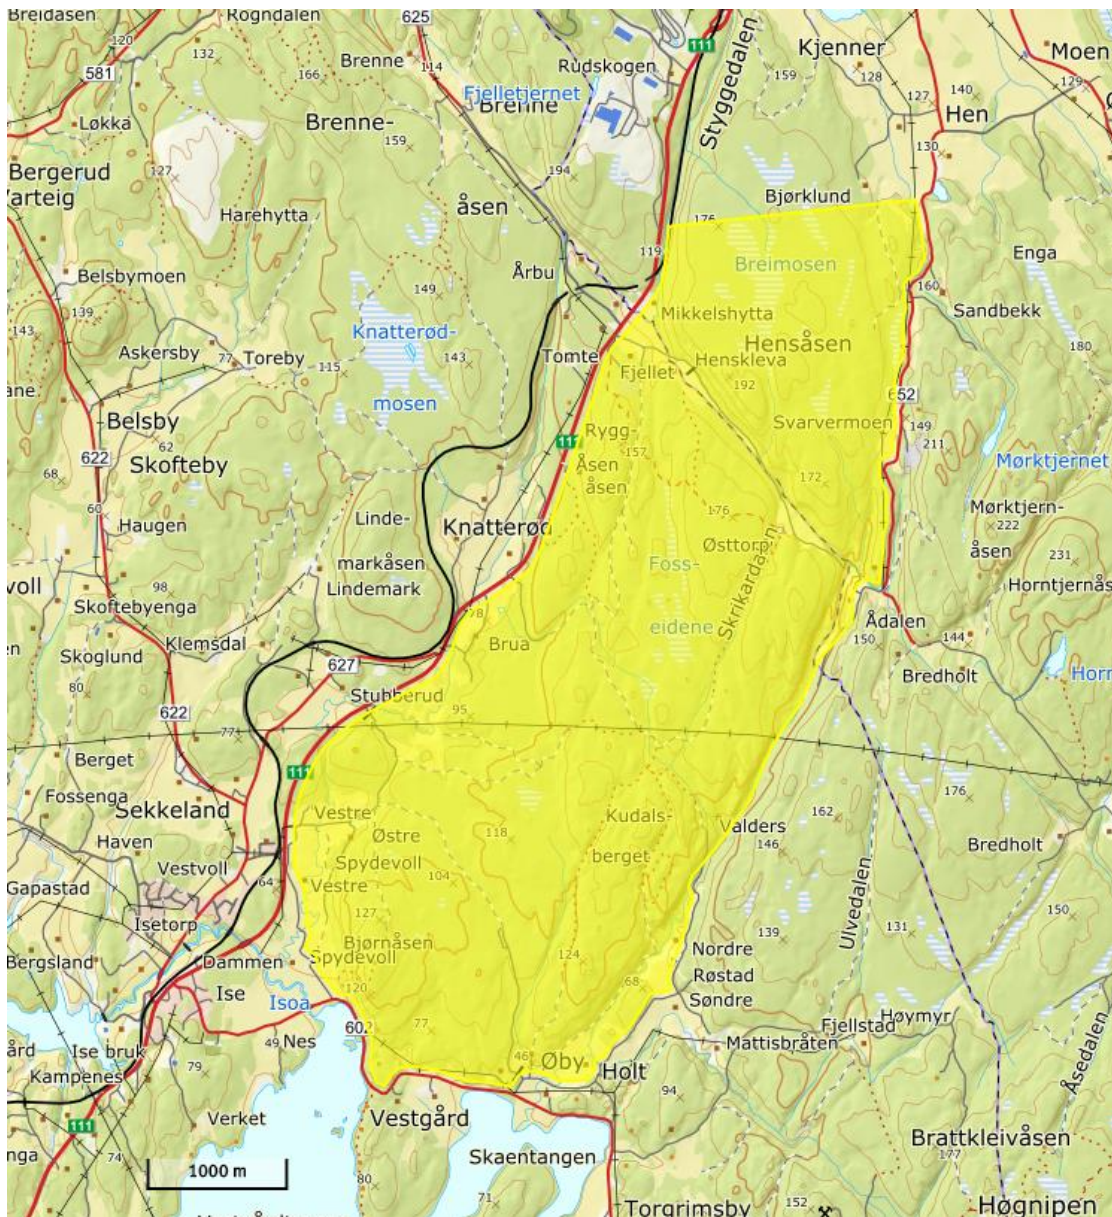 Breidåsen
Rogndalen
625
111
120
132
Brenne
114
Rudskogen
Styggedalen
Kjenner
Moen
581
166
Fjelletjernet
Brenne
159
128
129
Løkka
Brenne-
127
140
Hen
159
130
Bergerud
Varteig
127
194
Bjørklund
Harehytta
åsen
176
119
Enga
Belsbymoen
Årbu
Breimosen
149
160
139
Mikkelshytta
Sandbekk
143
Knatterød-
Askersby
77
Toreby
143
Tomte
Hensåsen
180
115
Henskleva
Fjellet
192
mosen
652
Belsby
111
Rygg-
Svarvermoen
149
62
157
211
622
Skofteby
Åsen
Mørktjernet
68
åsen
172
60
Linde-
176
Mørktjern-
Haugen
Knatterød
222
Østtorp
åsen
markåsen
Foss-
231
voll
98
Lindemark
Skrikardalen
Horntjernås
Skoftebyenga
78
eidene
Ådalen
Klemsdal
Brua
150
144
Skoglund
627
Bredholt
80
Stubberud
622
95
77
Berget
111
Fossenga
176
Sekkeland
Vestre
Kudals-
162
Haven
Østre
118
Valders
Vestvoll
Spydevoll
berget
146
Bredholt
64
Vestre
104
Gapastad
Isetorp
127
Ulvedalen
150
Bjørnåsen
139
131
Bergsland
Dammen
Spydevoll
124
Nordre
Ise
68
Røstad
Isoa
120
Søndre
602
77
Høymyr
49
Nes
Fjellstad
Ise bruk
46
Øby
Mattisbråten
Åsedalen
79
Holt
Kampenes
94
Verket
Vestgård
111
Brattkleivåsen
74
Skaentangen
177
1000 m
80
71
152
Torgrimsby
Høgnipen